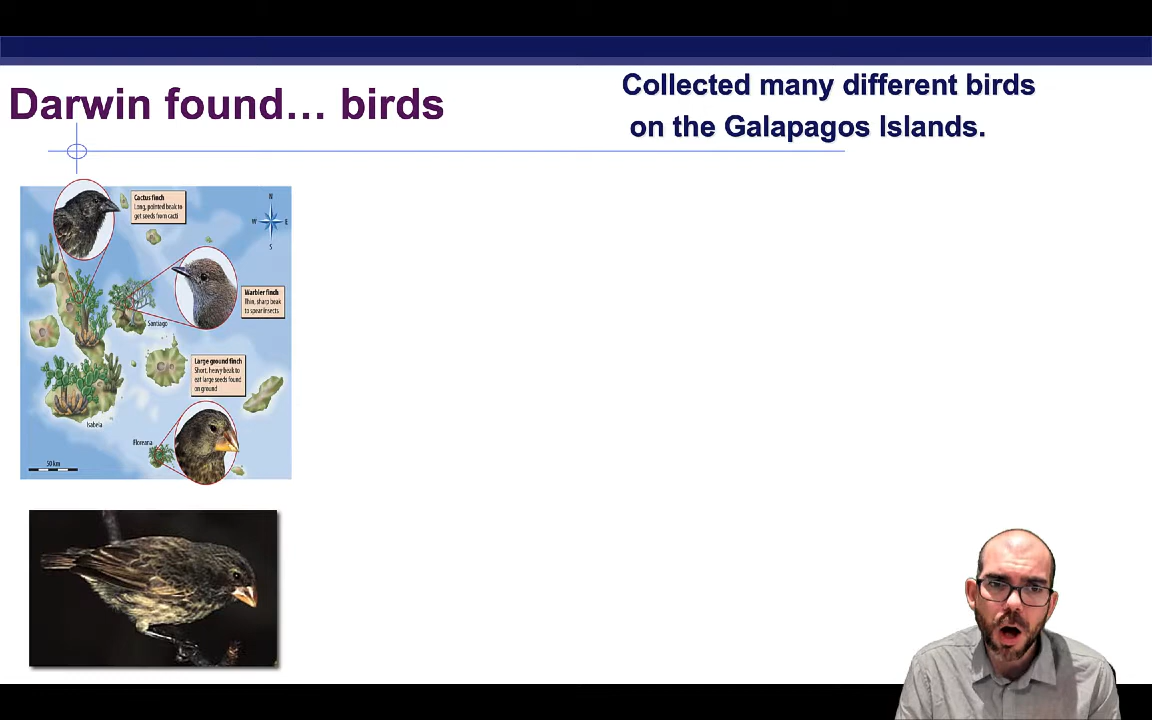 Darwin found… birds
Collected many different birds
on the Galapagos Islands.
Cactus finch
Long, pointed beak to
get seeds from cacti
N
W
E
S
Warbler finch
Thin, sharp beak
to spear insects.
Santiago
Large ground finch
Short, heavy beak to
eat large seeds found
on ground
Isabela
Floreana
50 km